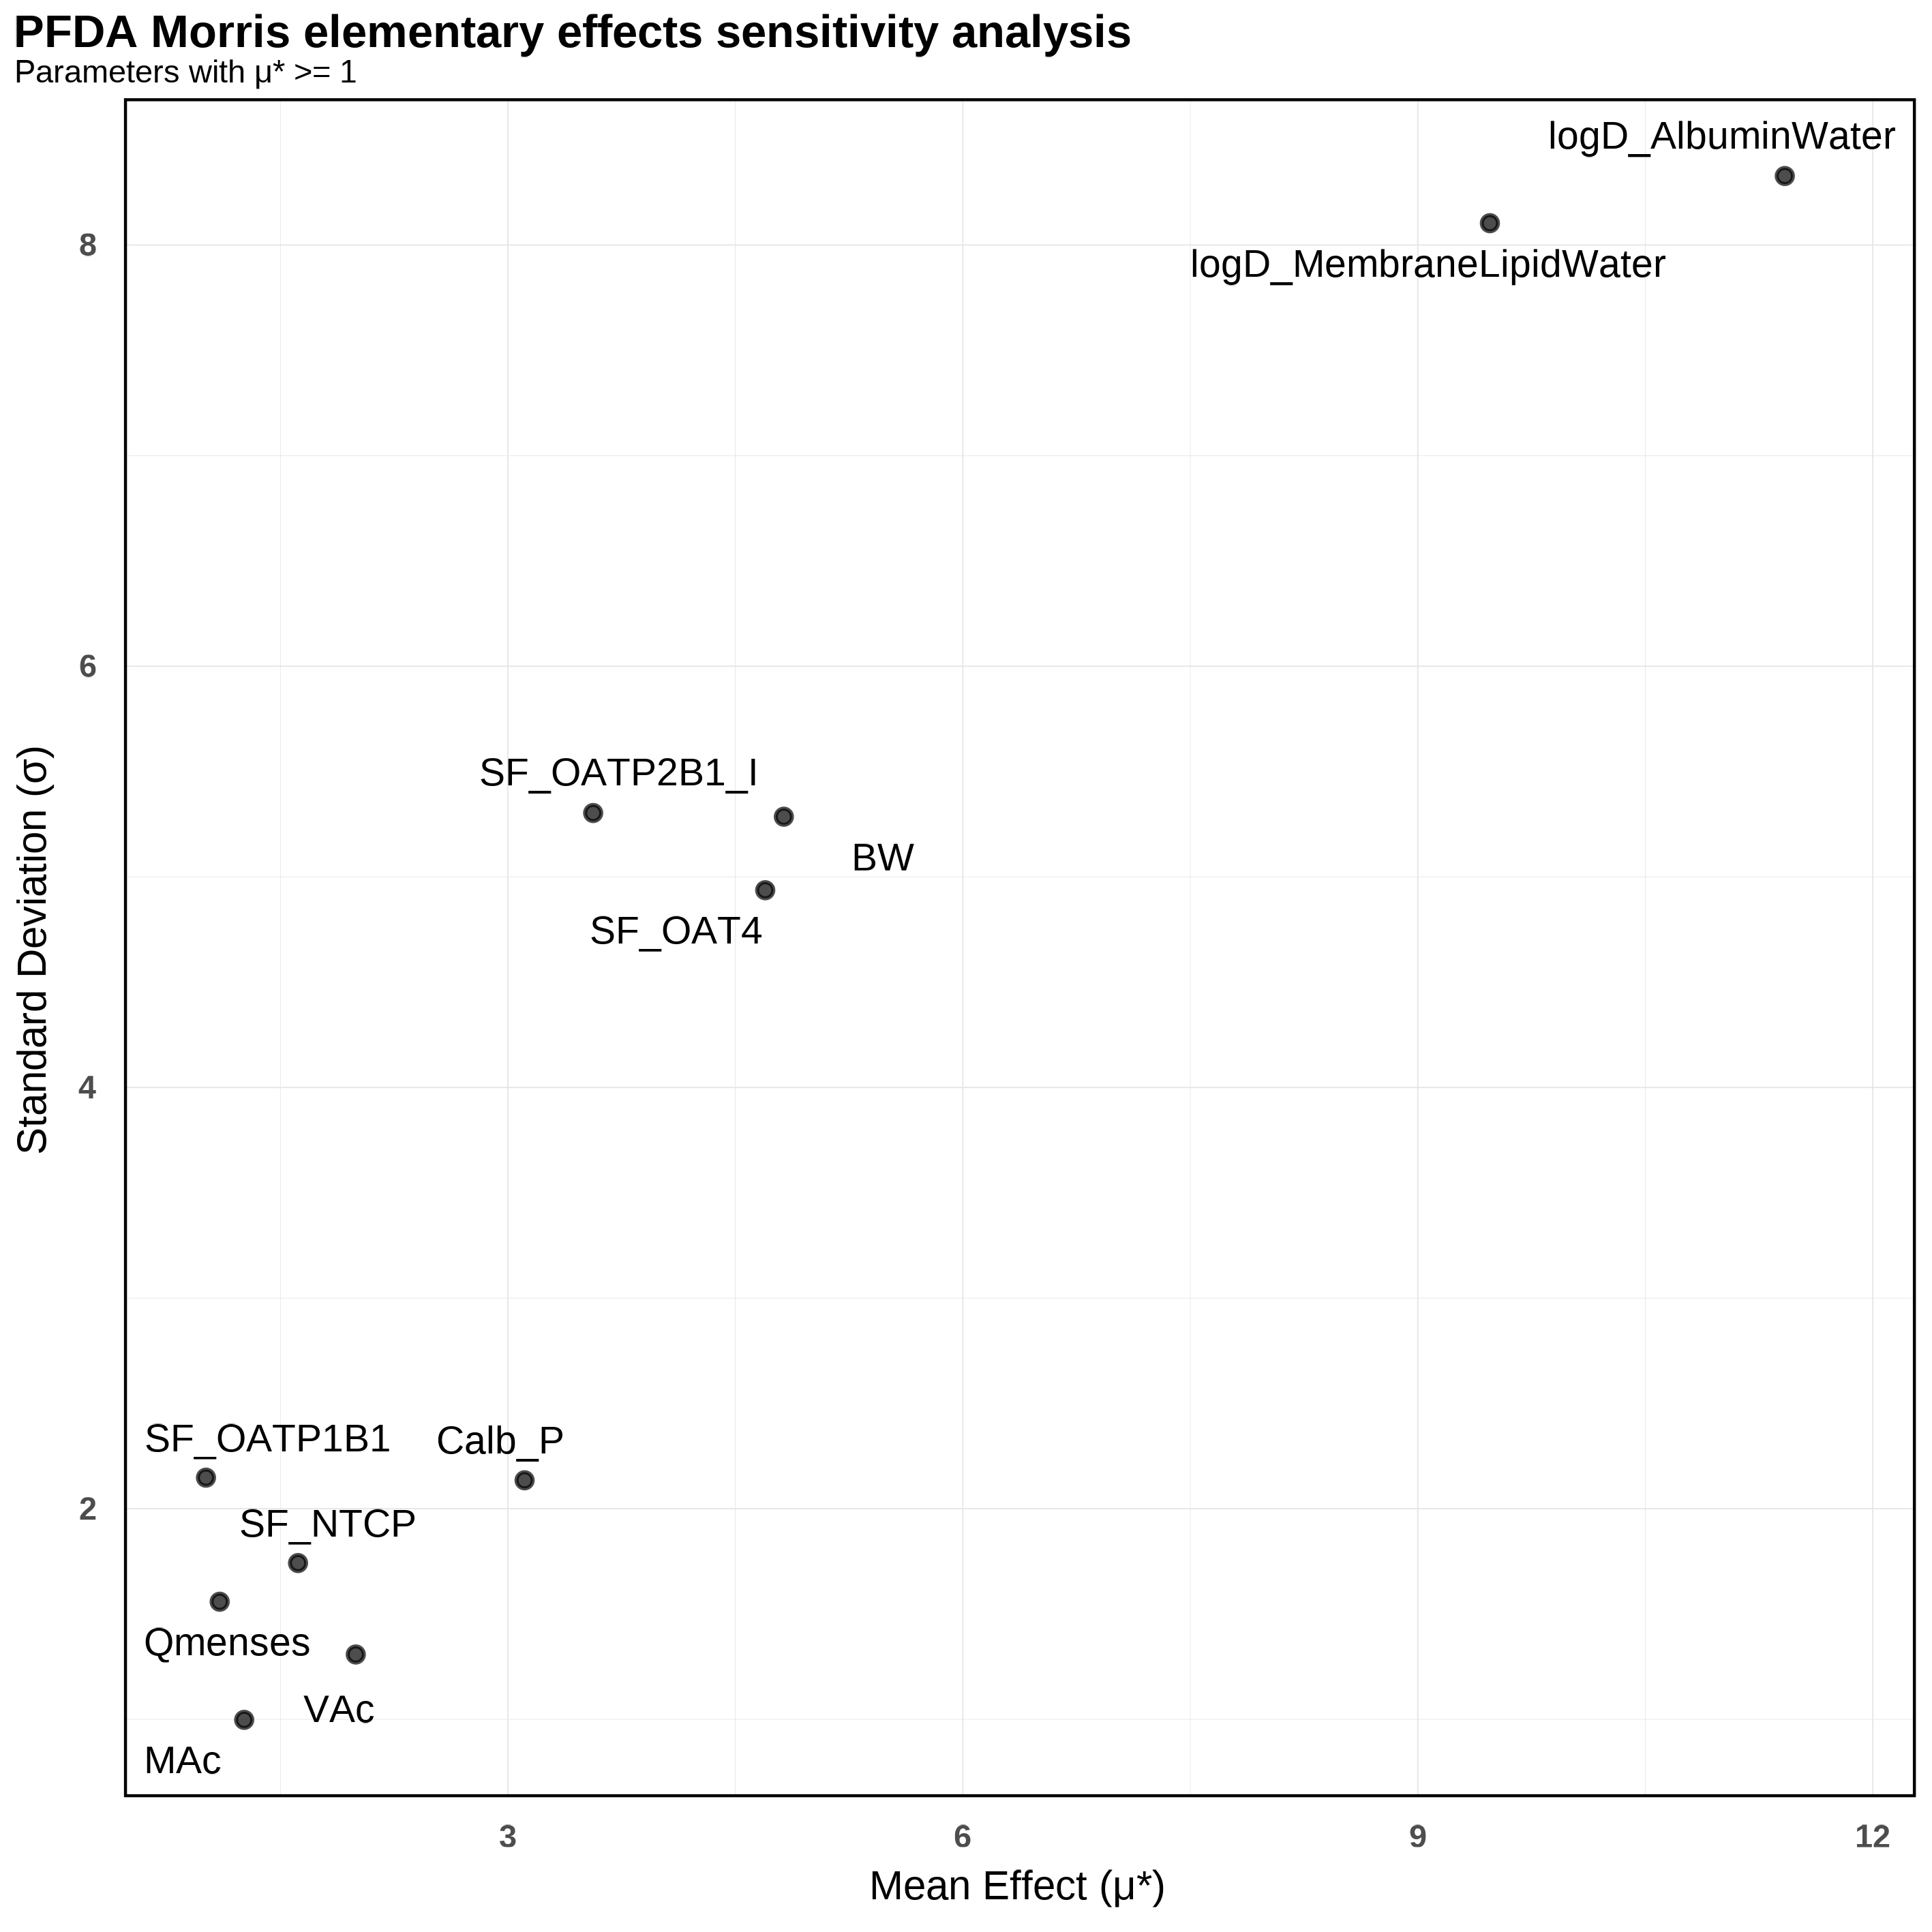 PFDA Morris elementary effects sensitivity analysis
Parameters with μ* >= 1
logD_AlbuminWater
8
logD_MembraneLipidWater
6
SF_OATP2B1_I
BW
SF_OAT4
Standard Deviation (σ)
4
SF_OATP1B1
Calb_P
2
SF_NTCP
Qmenses
VAc
MAc
3
6
9
12
Mean Effect (μ*)